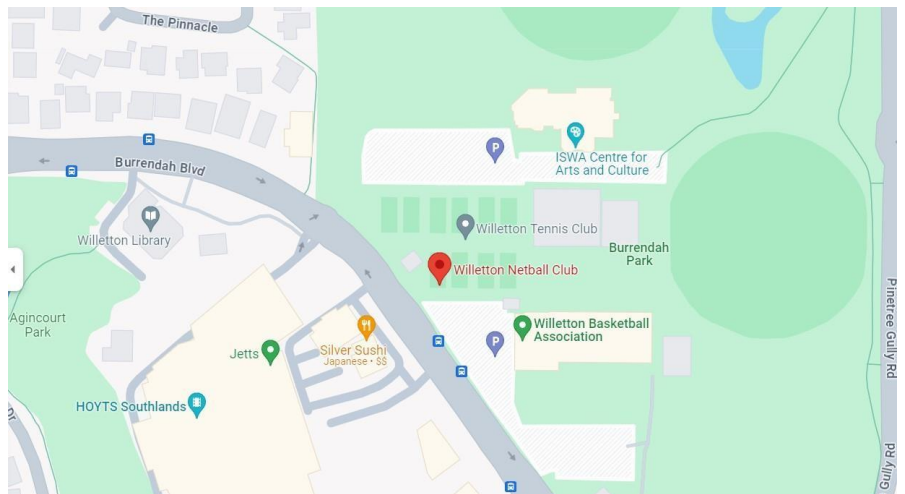 The Pinnacle
Burrendah Blvd
P
ISWA Centre for
Arts and Culture
Willetton Library
Willetton Tennis Club
Burrendah
Park
Willetton Netball Club
Pinetree Gully Rd
Agincourt
Park
Willetton Basketball
Association
P
Jetts
Silver Sushi
Japanese • $$
HOYTS Southlands
Dr
Gully Rd